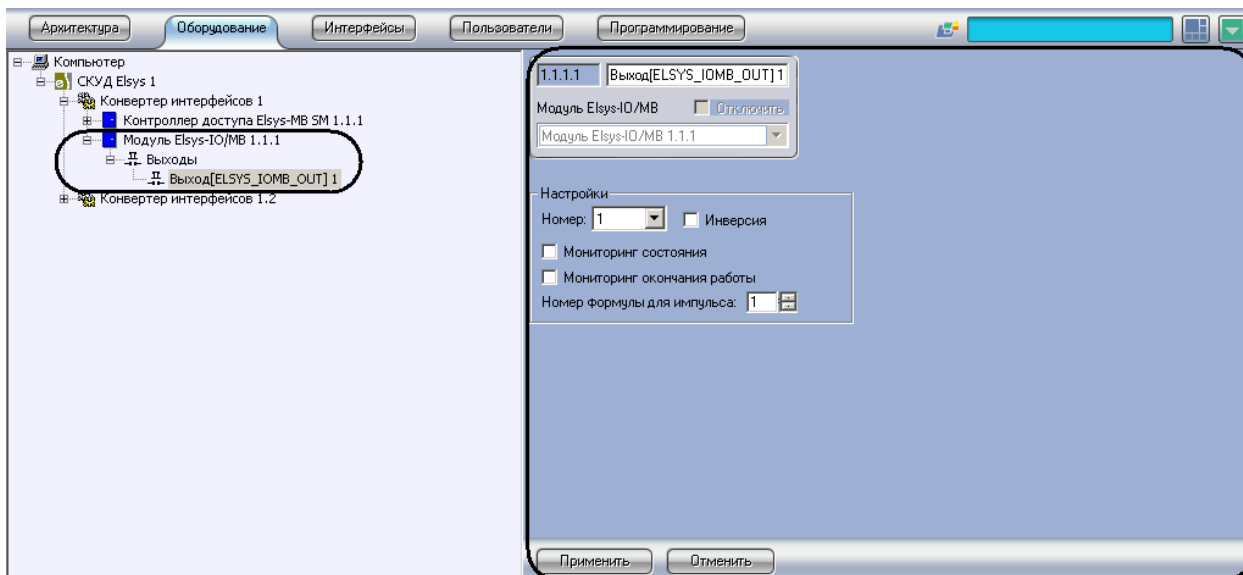 Архитектура Оборудование Интерфейсы Пользователи Программирование
Компьютер
СКУД Elsys 1
Конвертер интерфейсов 1
Контроллер доступа Elsys-MB SM 1.1.1
Модуль Elsys-IO/MB 1.1.1
Выходы
Выход[ELSYS_IOMB_OUT] 1
Конвертер интерфейсов 1.2
1.1.1.1 Выход[ELSYS_IOMB_OUT] 1
Модуль Elsys-IO/MB Отключить
Модуль Elsys-IO/MB 1.1.1
Настройки
Номер: 1 Инверсия
Мониторинг состояния
Мониторинг окончания работы
Номер формулы для импульса: 1
Применить Отменить